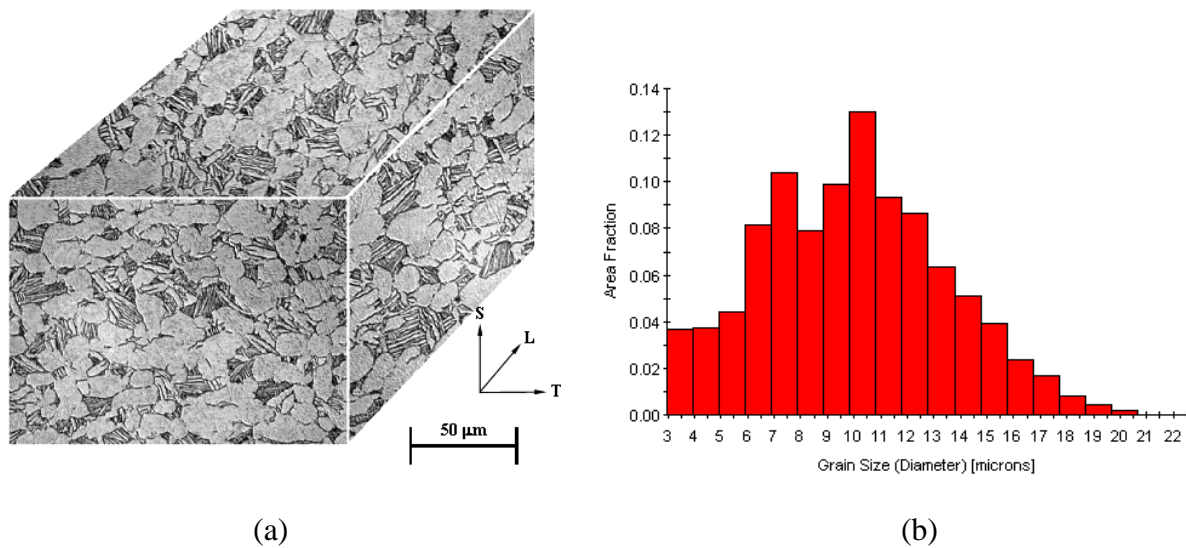 S
L
T
50 µm
(a)
Area Fraction
0.14
0.12
0.10
0.08
0.06
0.04
0.02
0.00
3 4 5 6 7 8 9 10 11 12 13 14 15 16 17 18 19 20 21 22
Grain Size (Diameter) [microns]
(b)